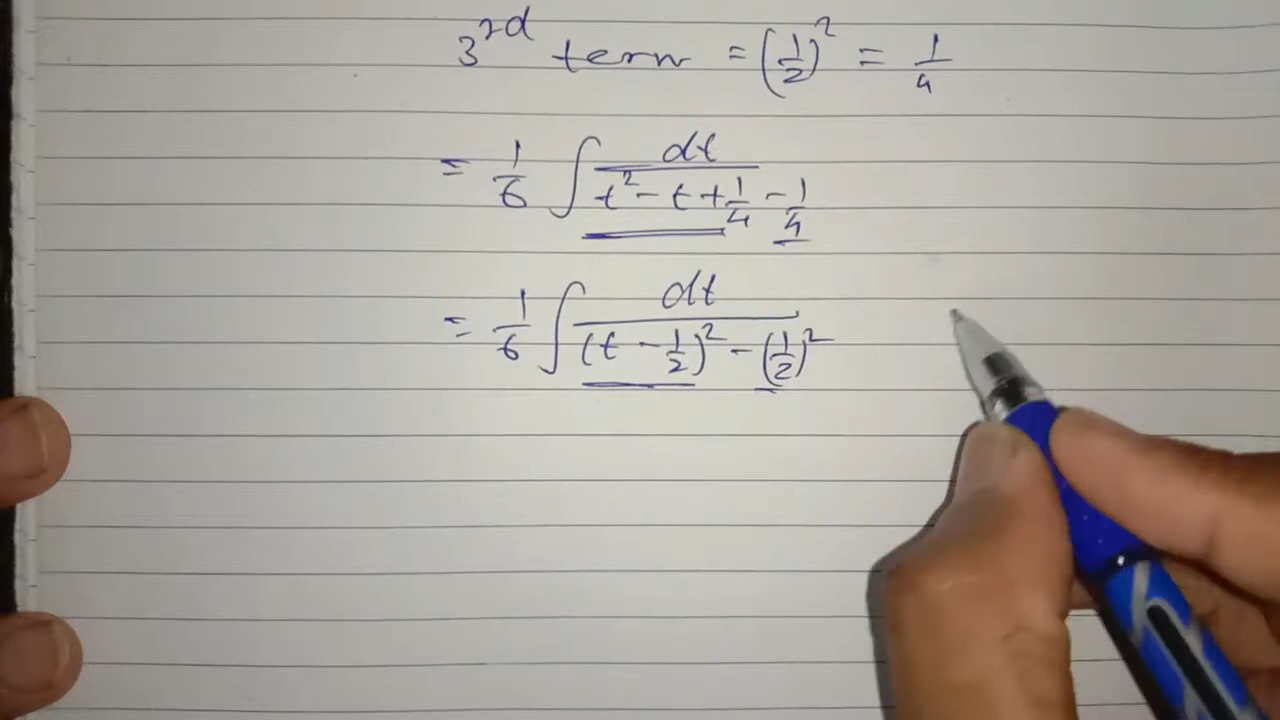 3rd term = (1/2)² = 1/4
= 1/6 ∫ dt / (t² - t + 1/4 - 1/4)
= 1/6 ∫ dt / ((t - 1/2)² - (1/2)²)